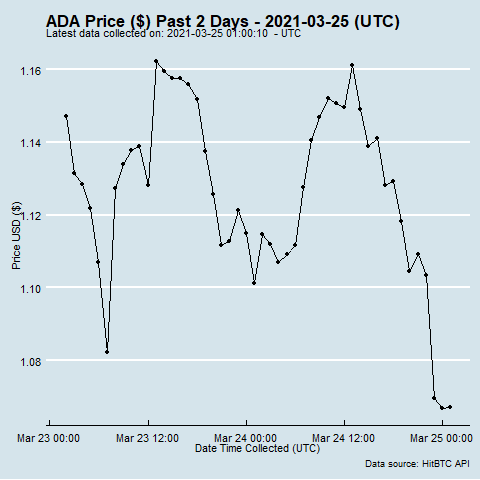 ADA Price ($) Past 2 Days - 2021-03-25 (UTC)
Latest data collected on: 2021-03-25 01:00:10 - UTC
1.16
1.14
1.12
1.10
1.08
Price USD ($)
Mar 23 00:00 Mar 23 12:00 Mar 24 00:00 Mar 24 12:00 Mar 25 00:00
Date Time Collected (UTC)
Data source: HitBTC API